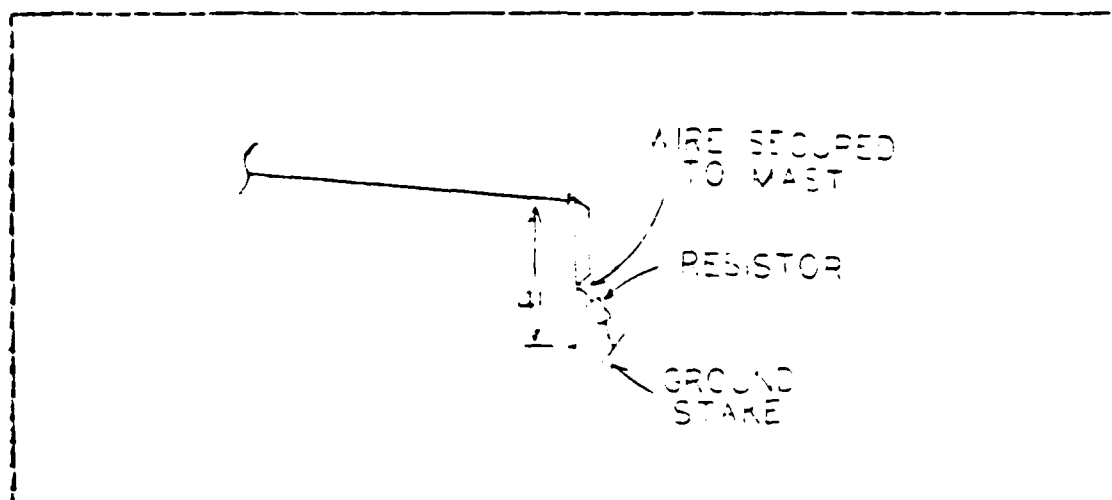 WIRE SECURED
TO MAST
RESISTOR
GROUND
STAKE